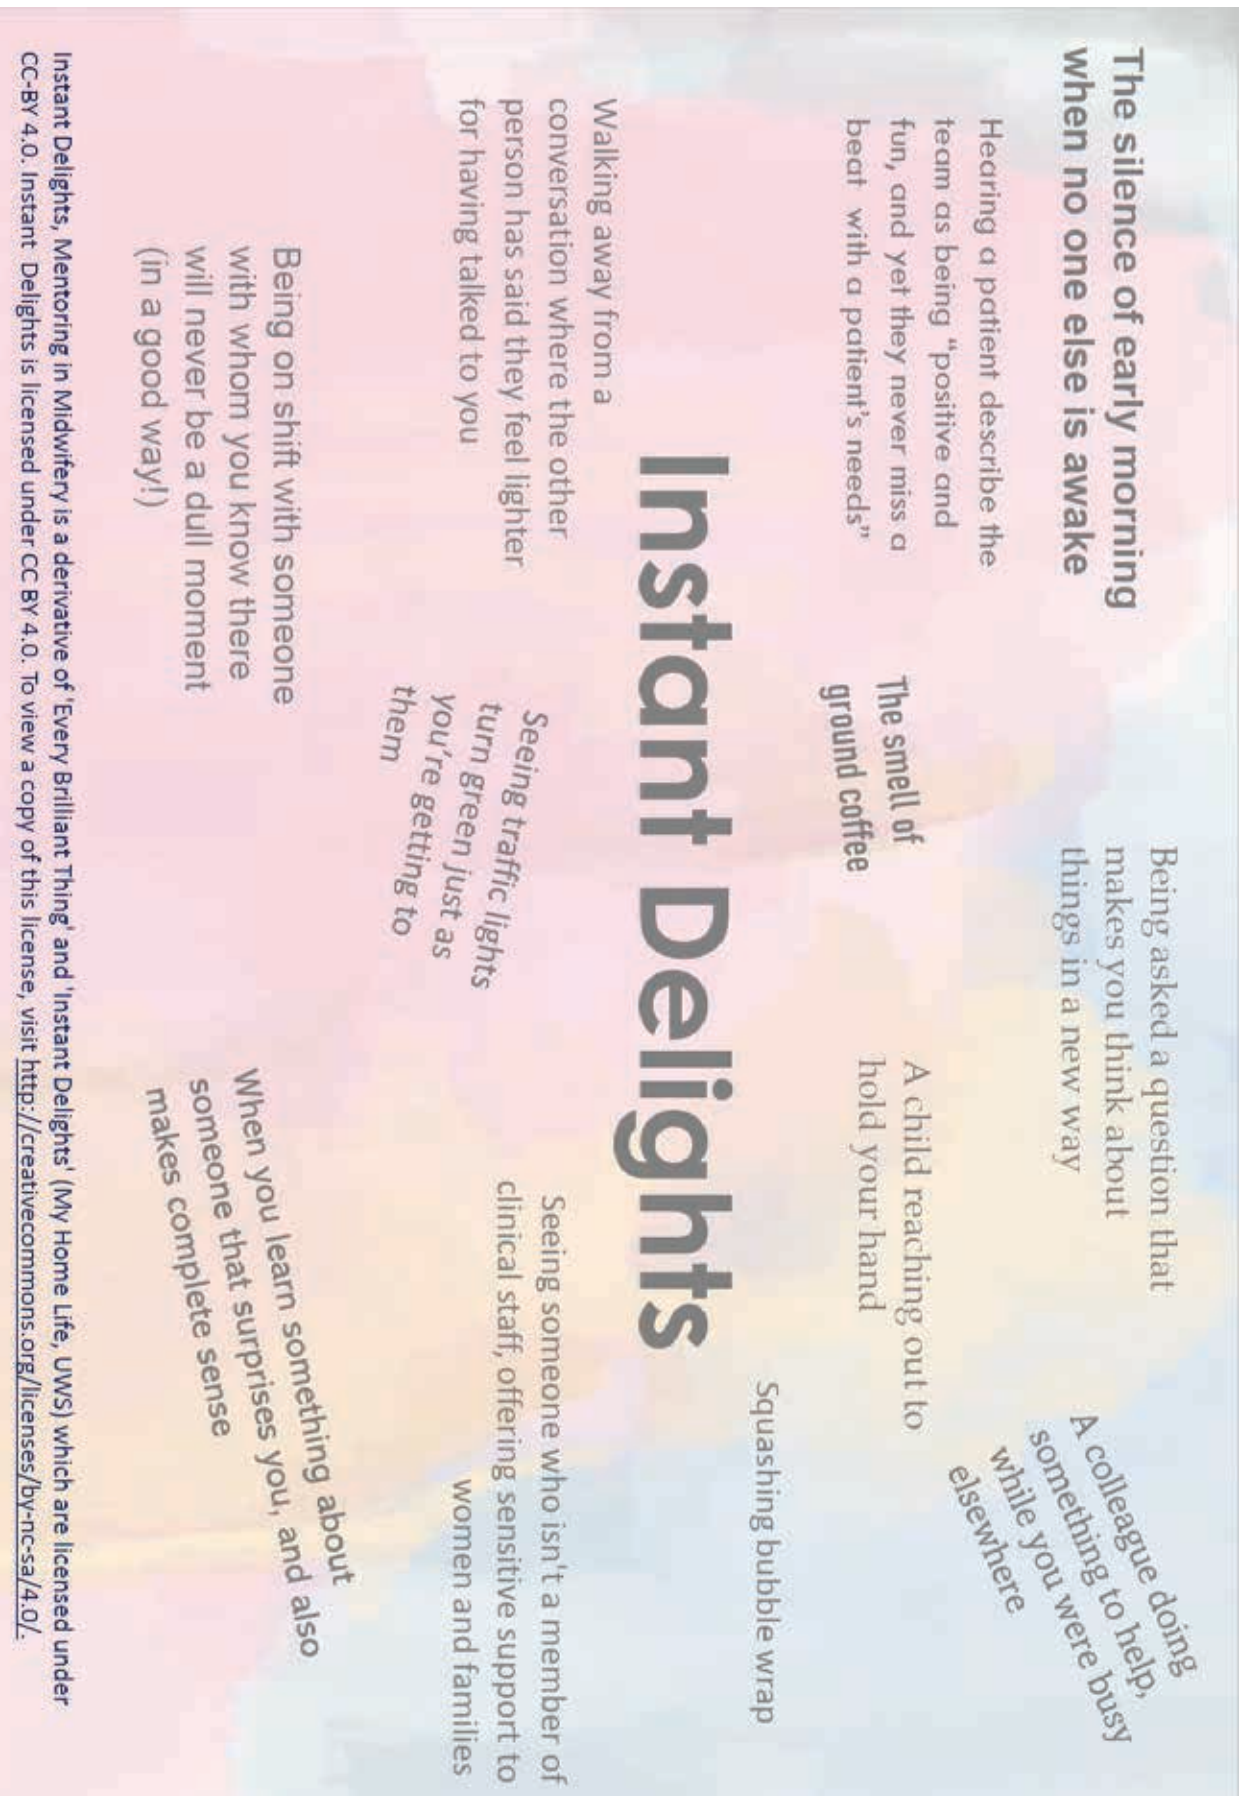 The silence of early morning
when no one else is awake
Being asked a question that
makes you think about
things in a new way
A colleague doing
something to help,
while you were busy
elsewhere
Hearing a patient describe the
team as being “positive and
fun, and yet they never miss a
beat with a patient’s needs”
The smell of
ground coffee
A child reaching out to
hold your hand
Squashing bubble wrap
Instant Delights
Walking away from a
conversation where the other
person has said they feel lighter
for having talked to you
Seeing traffic lights
turn green just as
you’re getting to
them
Seeing someone who isn't a member of
clinical staff, offering sensitive support to
women and families
Being on shift with someone
with whom you know there
will never be a dull moment
(in a good way!)
When you learn something about
someone that surprises you, and also
makes complete sense
Instant Delights, Mentoring in Midwifery is a derivative of 'Every Brilliant Thing' and 'Instant Delights' (My Home Life, UWS) which are licensed under
CC-BY 4.0. Instant Delights is licensed under CC BY 4.0. To view a copy of this license, visit http://creativecommons.org/licenses/by-nc-sa/4.0/.